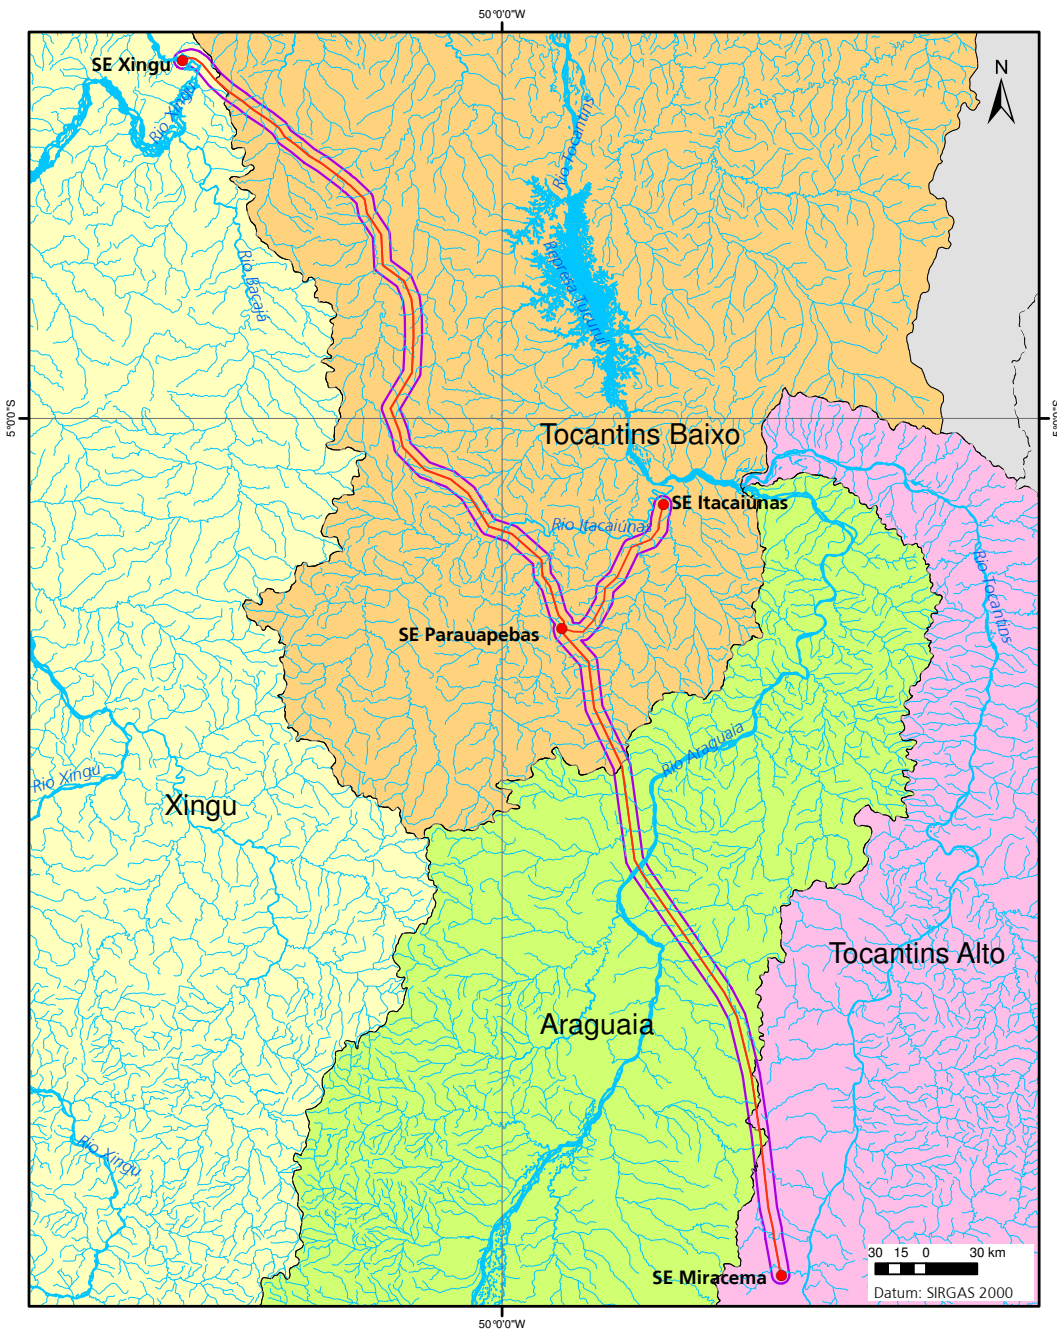 50°0'0"W
SE Xingu
N
Rio Xingu
Rio Tocantins
Represa Tucuruí
Rio Bacajá
5°0'0"S
5°0'0"S
Tocantins Baixo
SE Itacaiúnas
Rio Itacaiúnas
Rio Tocantins
SE Parauapebas
Rio Araguaia
Rio Xingu
Xingu
Tocantins Alto
Araguaia
Rio Xingu
30 15 0 30 km
SE Miracema
Datum: SIRGAS 2000
50°0'0"W